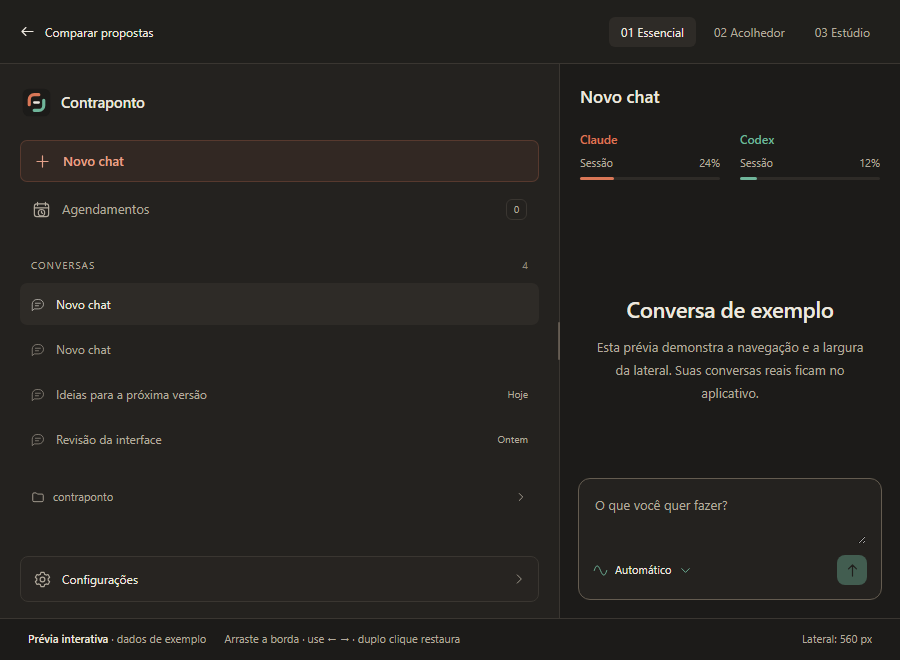 ← Comparar propostas
01 Essencial
02 Acolhedor
03 Estúdio
Contraponto
Novo chat
Agendamentos
0
CONVERSAS
4
Novo chat
Novo chat
Ideias para a próxima versão
Hoje
Revisão da interface
Ontem
contraponto
Configurações
Novo chat
Claude
Sessão
24%
Codex
Sessão
12%
Conversa de exemplo
Esta prévia demonstra a navegação e a largura
da lateral. Suas conversas reais ficam no
aplicativo.
O que você quer fazer?
Automático
Prévia interativa · dados de exemplo
Arraste a borda · use ← → · duplo clique restaura
Lateral: 560 px